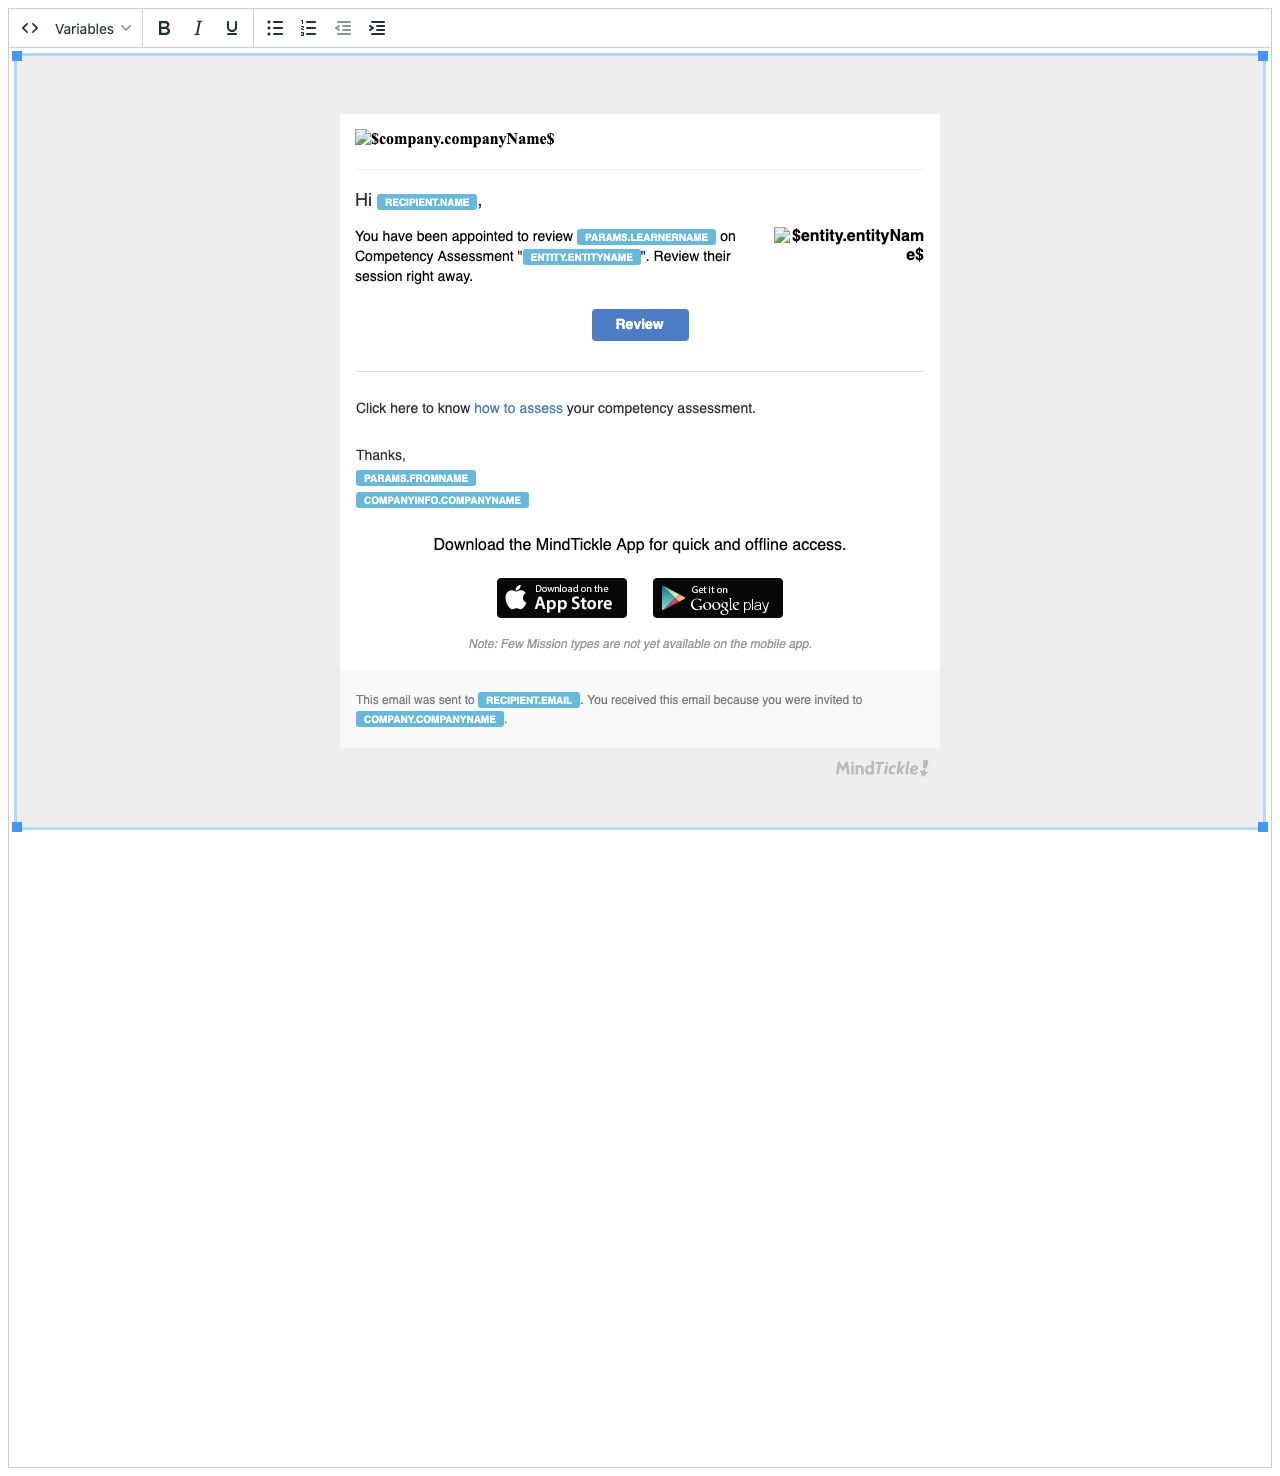 Variables B I U
$company.companyName$
Hi RECIPIENT.NAME,
You have been appointed to review PARAMS.LEARNERNAME on
Competency Assessment "ENTITY.ENTITYNAME". Review their
session right away.
$entity.entityNam
e$
Review
Click here to know how to assess your competency assessment.
Thanks,
PARAMS.FROMNAME
COMPANYINFO.COMPANYNAME
Download the MindTickle App for quick and offline access.
Download on the
App Store
Get it on
Google play
Note: Few Mission types are not yet available on the mobile app.
This email was sent to RECIPIENT.EMAIL. You received this email because you were invited to
COMPANY.COMPANYNAME.
MindTickle!